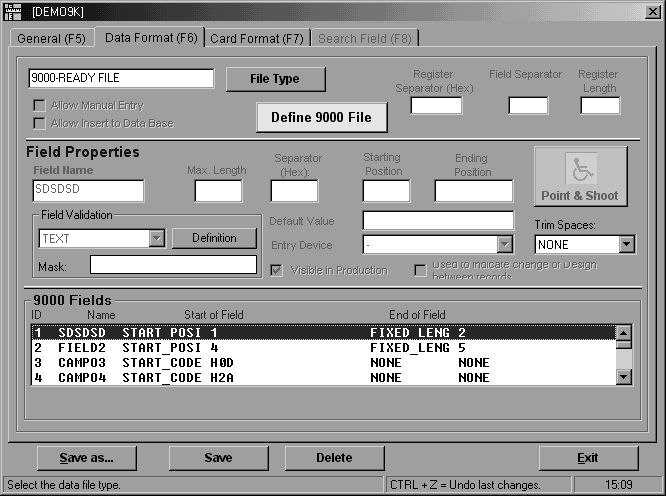 [DEMO9K]
General (F5) Data Format (F6) Card Format (F7) Search Field (F8)
9000-READY FILE
File Type
Register Separator (Hex)
Field Separator
Register Length
Allow Manual Entry
Allow Insert to Data Base
Define 9000 File
Field Properties
Field Name
Max. Length
Separator (Hex):
Starting Position
Ending Position
SDSDSD
Point & Shoot
Field Validation
TEXT
Definition
Mask:
Default Value
Entry Device
-
Trim Spaces:
NONE
Visible in Production
Used to indicate change of Design between records
9000 Fields
ID Name Start of Field End of Field
1 SDSDSD START_POSI 1 FIXED_LENG 2
2 FIELD2 START_POSI 4 FIXED_LENG 5
3 CAMPO3 START_CODE H0D NONE NONE
4 CAMPO4 START_CODE H2A NONE NONE
Save as... Save Delete Exit
Select the data file type. CTRL + Z = Undo last changes. 15:09